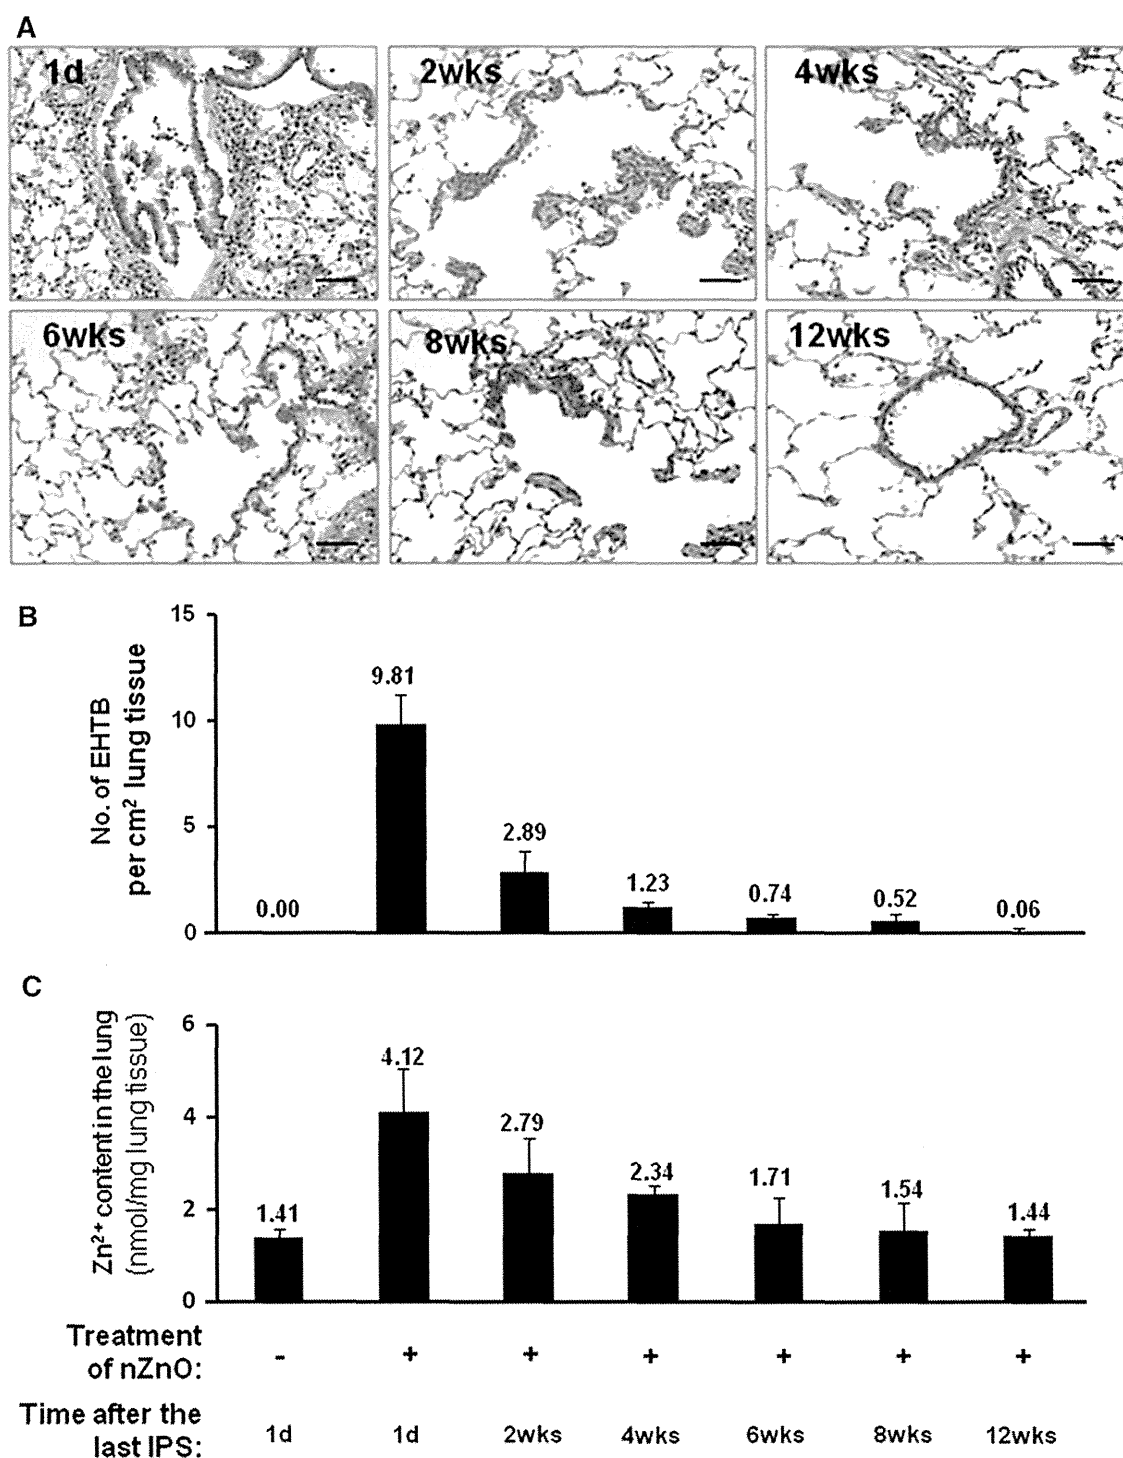 A
1d
2wks
4wks
6wks
8wks
12wks
B
No. of EHTB
per cm² lung tissue
15
10
5
0
0.00
9.81
2.89
1.23
0.74
0.52
0.06
C
Zn²⁺ content in the lung
(nmol/mg lung tissue)
6
4
2
0
1.41
4.12
2.79
2.34
1.71
1.54
1.44
Treatment
of nZnO:
- + + + + + +
Time after the
last IPS:
1d 1d 2wks 4wks 6wks 8wks 12wks